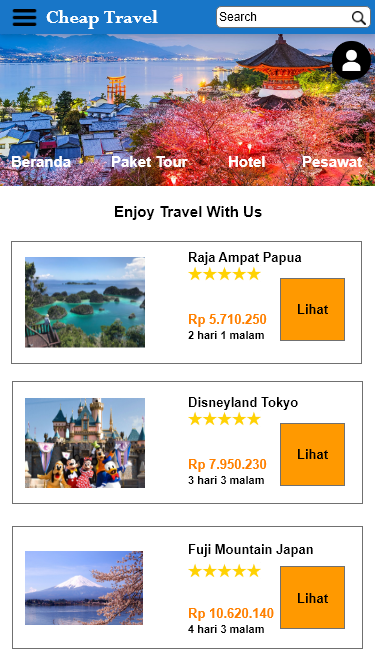 Cheap Travel
Search
Beranda Paket Tour Hotel Pesawat
Enjoy Travel With Us
Raja Ampat Papua
Rp 5.710.250
2 hari 1 malam
Lihat
Disneyland Tokyo
Rp 7.950.230
3 hari 3 malam
Lihat
Fuji Mountain Japan
Rp 10.620.140
4 hari 3 malam
Lihat